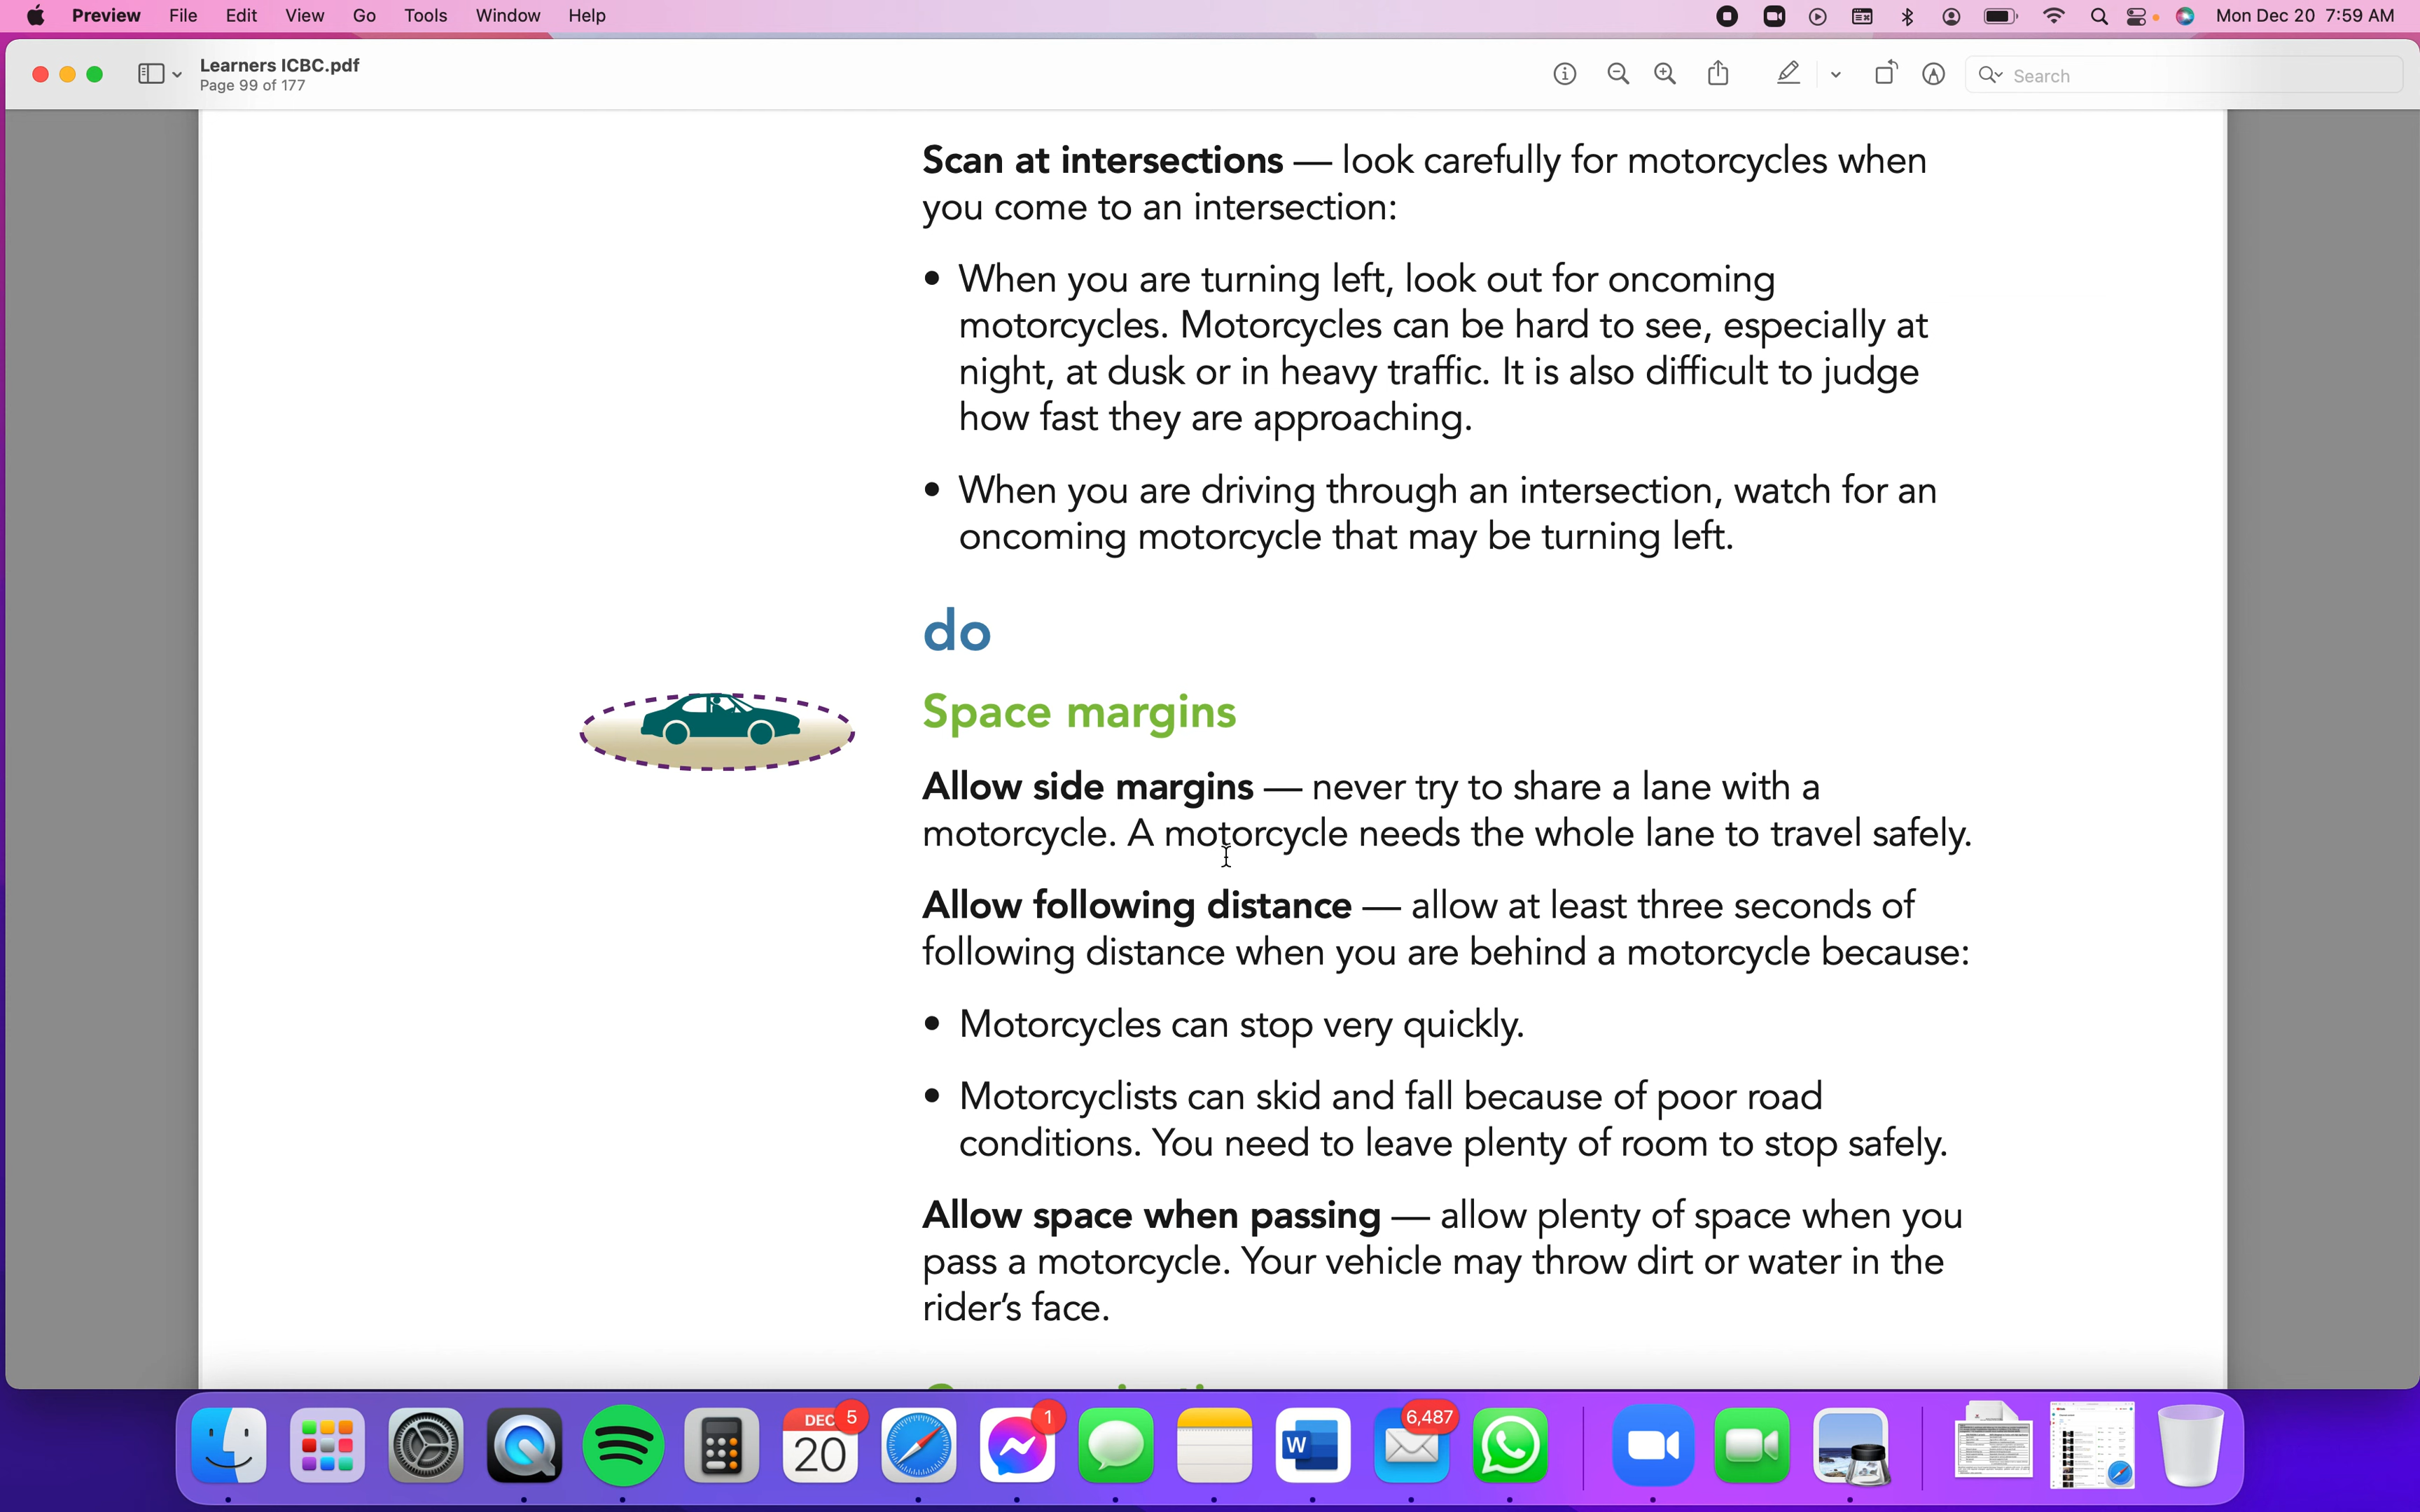 Preview File Edit View Go Tools Window Help
Mon Dec 20 7:59 AM
Learners ICBC.pdf
Page 99 of 177
Search
Scan at intersections — look carefully for motorcycles when
you come to an intersection:
• When you are turning left, look out for oncoming
motorcycles. Motorcycles can be hard to see, especially at
night, at dusk or in heavy traffic. It is also difficult to judge
how fast they are approaching.
• When you are driving through an intersection, watch for an
oncoming motorcycle that may be turning left.
do
Space margins
Allow side margins — never try to share a lane with a
motorcycle. A motorcycle needs the whole lane to travel safely.
Allow following distance — allow at least three seconds of
following distance when you are behind a motorcycle because:
• Motorcycles can stop very quickly.
• Motorcyclists can skid and fall because of poor road
conditions. You need to leave plenty of room to stop safely.
Allow space when passing — allow plenty of space when you
pass a motorcycle. Your vehicle may throw dirt or water in the
rider's face.
DEC 5 1 6,487
20 W